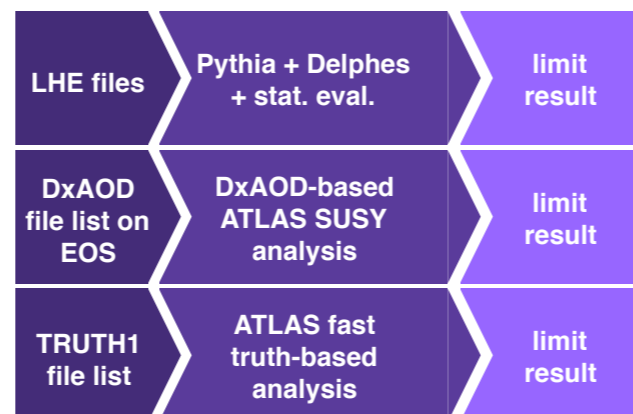 LHE files
Pythia + Delphes
+ stat. eval.
limit
result
DxAOD
file list on
EOS
DxAOD-based
ATLAS SUSY
analysis
limit
result
TRUTH1
file list
ATLAS fast
truth-based
analysis
limit
result